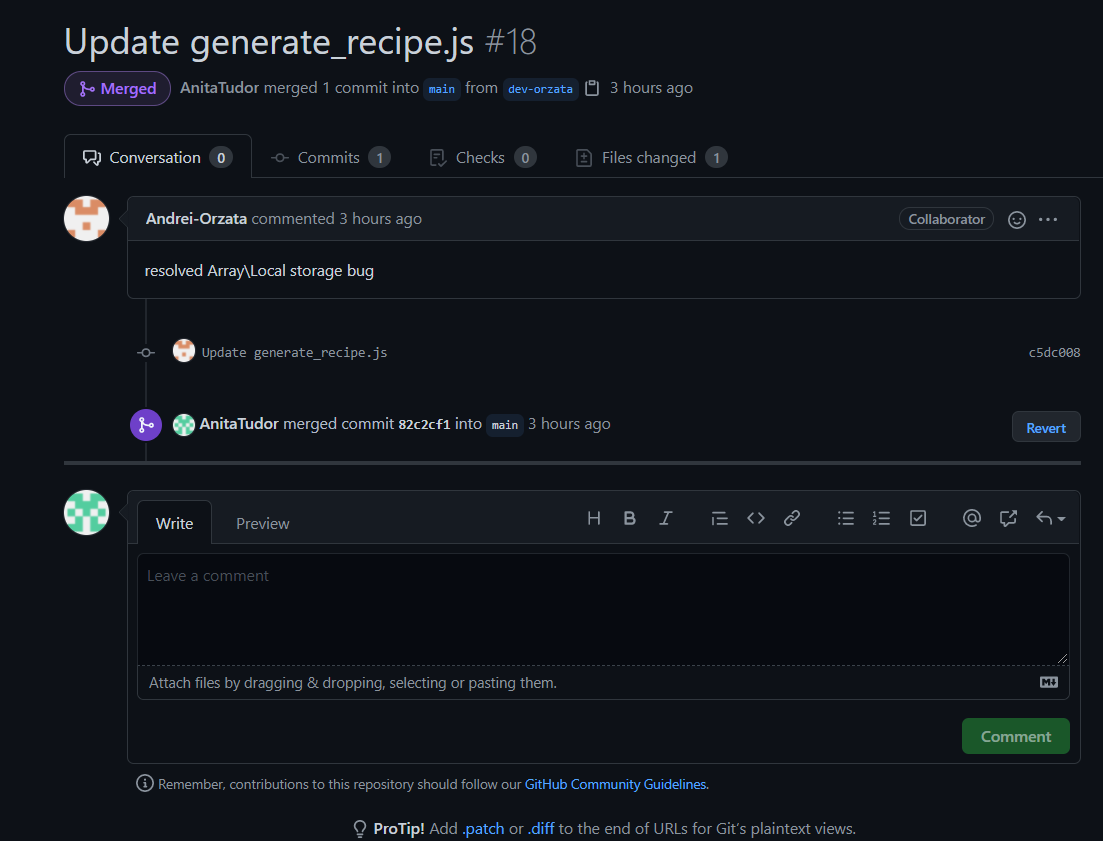 Update generate_recipe.js #18
Merged AnitaTudor merged 1 commit into main from dev-orzata 3 hours ago
Conversation 0 Commits 1 Checks 0 Files changed 1
Andrei-Orzata commented 3 hours ago Collaborator
resolved Array\Local storage bug
Update generate_recipe.js c5dc008
AnitaTudor merged commit 82c2cf1 into main 3 hours ago Revert
Write Preview
Leave a comment
Attach files by dragging & dropping, selecting or pasting them.
Comment
Remember, contributions to this repository should follow our GitHub Community Guidelines.
ProTip! Add .patch or .diff to the end of URLs for Git's plaintext views.